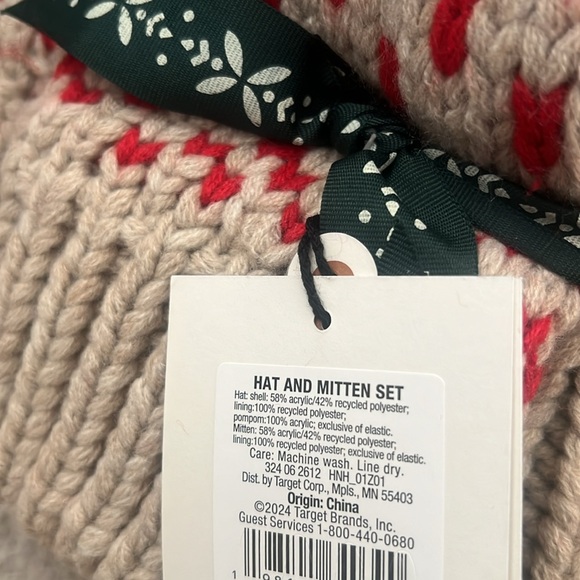 HAT AND MITTEN SET
Hat: shell: 58% acrylic/42% recycled polyester;
lining:100% recycled polyester;
pompom:100% acrylic; exclusive of elastic.
Mitten: 58% acrylic/42% recycled polyester;
lining:100% recycled polyester; exclusive of elastic.
Care: Machine wash. Line dry.
324 06 2612 HNH_01Z01
Dist. by Target Corp., Mpls., MN 55403
Origin: China
©2024 Target Brands, Inc.
Guest Services 1-800-440-0680